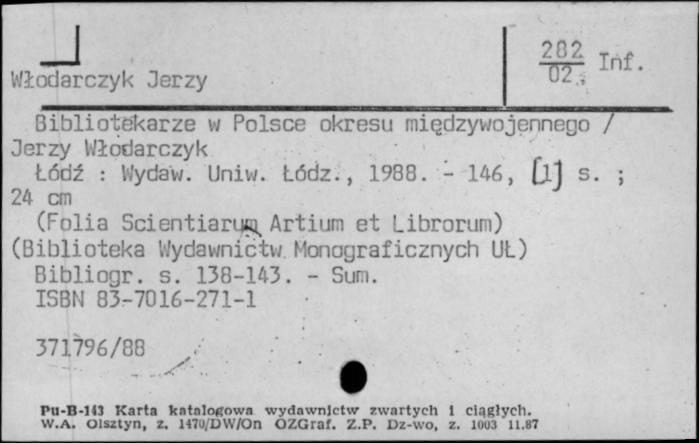 282
02 Inf.
Włodarczyk Jerzy
Bibliotekarze w Polsce okresu międzywojennego /
Jerzy Włodarczyk
Łódź : Wydaw. Uniw. Łódz., 1988. - 146, [1] s. ;
24 cm
(Folia Scientiarum Artium et Librorum)
(Biblioteka Wydawnictw Monograficznych UŁ)
Bibliogr. s. 138-143. - Sum.
ISBN 83-7016-271-1
371796/88
Pu-B-143 Karta katalogowa wydawnictw zwartych i ciągłych.
W.A. Olsztyn, z. 1470/DW/On OZGraf. Z.P. Dz-wo, z. 1003 11.87